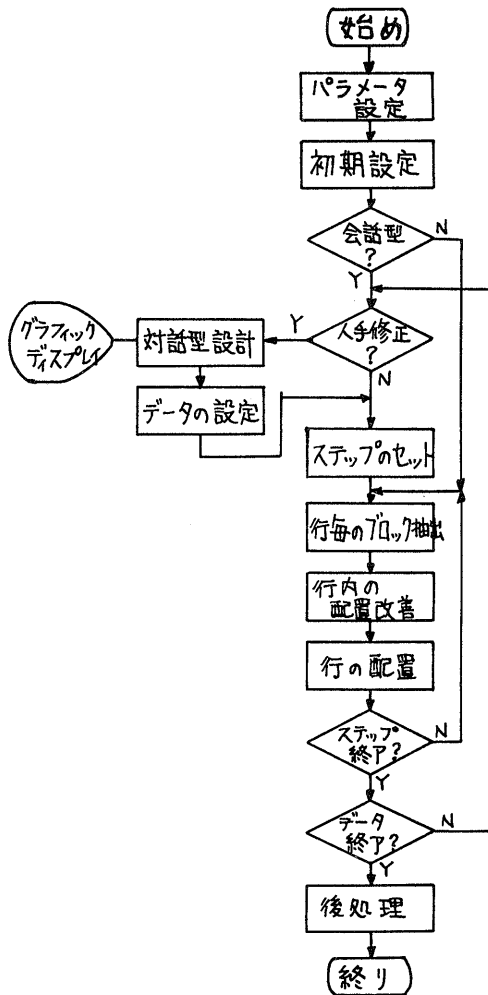 始め
パラメータ
設定
初期設定
会話型
?
N
Y
人手修正
?
Y
N
グラフィック
ディスプレイ
対話型設計
データの設定
ステップのセット
行毎のブロック抽出
行内の
配置改善
行の配置
ステップ
終了?
N
Y
データ
終了?
N
Y
後処理
終り